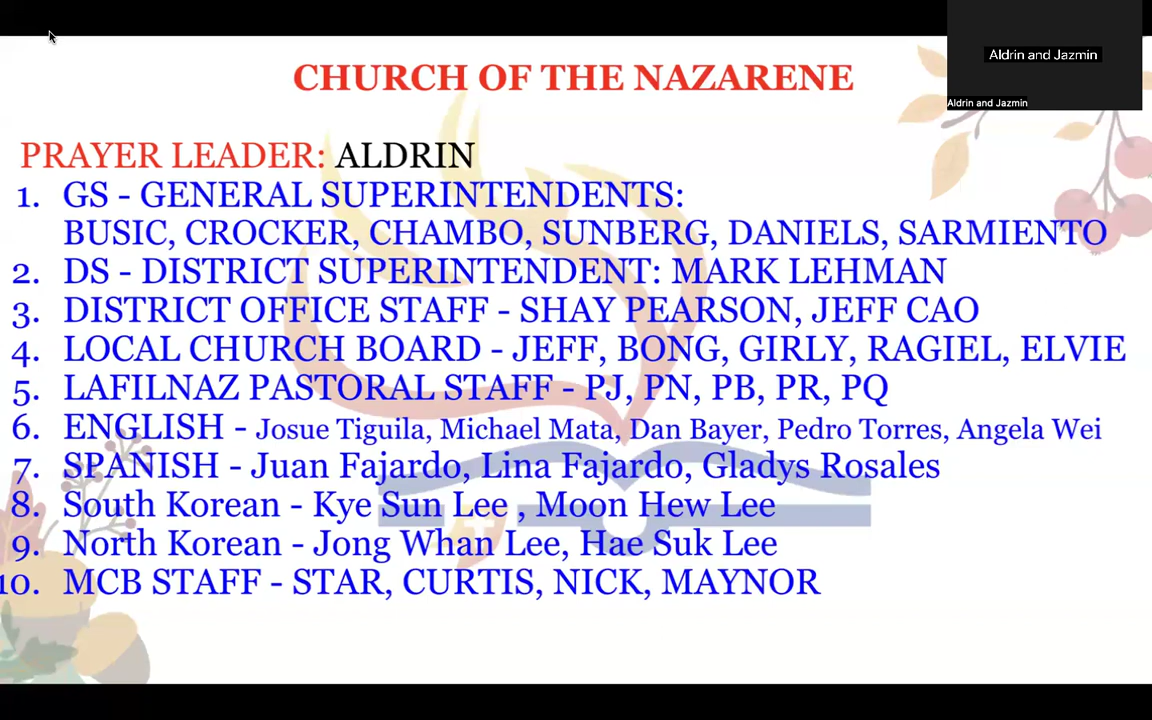 Aldrin and Jazmin
Aldrin and Jazmin
CHURCH OF THE NAZARENE
PRAYER LEADER: ALDRIN
1. GS - GENERAL SUPERINTENDENTS:
BUSIC, CROCKER, CHAMBO, SUNBERG, DANIELS, SARMIENTO
2. DS - DISTRICT SUPERINTENDENT: MARK LEHMAN
3. DISTRICT OFFICE STAFF - SHAY PEARSON, JEFF CAO
4. LOCAL CHURCH BOARD - JEFF, BONG, GIRLY, RAGIEL, ELVIE
5. LAFILNAZ PASTORAL STAFF - PJ, PN, PB, PR, PQ
6. ENGLISH - Josue Tiguila, Michael Mata, Dan Bayer, Pedro Torres, Angela Wei
7. SPANISH - Juan Fajardo, Lina Fajardo, Gladys Rosales
8. South Korean - Kye Sun Lee , Moon Hew Lee
9. North Korean - Jong Whan Lee, Hae Suk Lee
10. MCB STAFF - STAR, CURTIS, NICK, MAYNOR